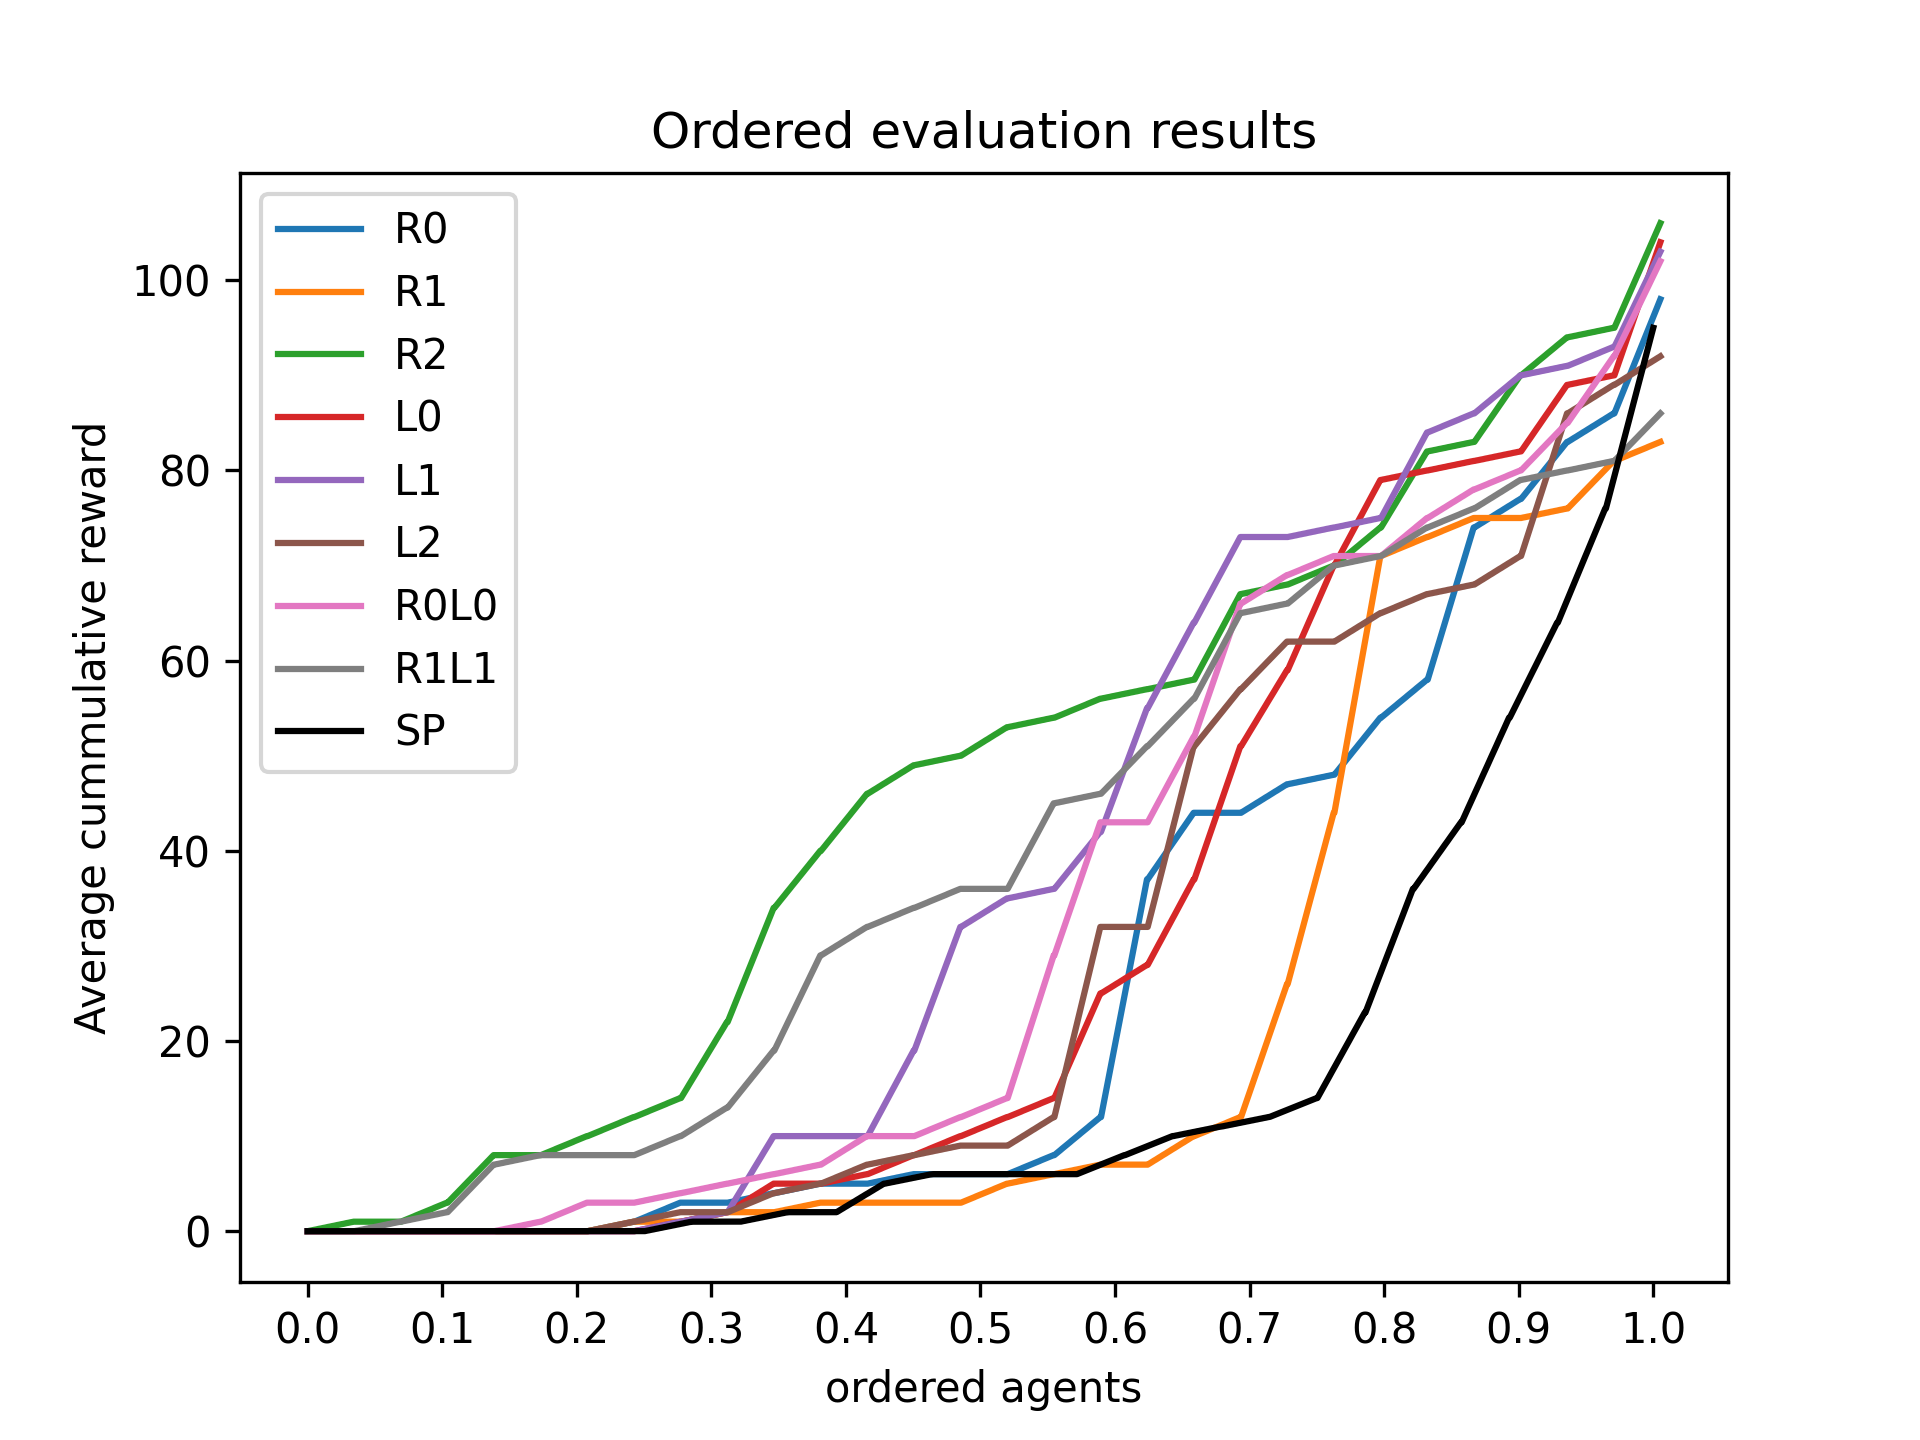 Ordered evaluation results
R0
R1
R2
L0
L1
L2
R0L0
R1L1
SP
Average cummulative reward
100
80
60
40
20
0
0.0 0.1 0.2 0.3 0.4 0.5 0.6 0.7 0.8 0.9 1.0
ordered agents